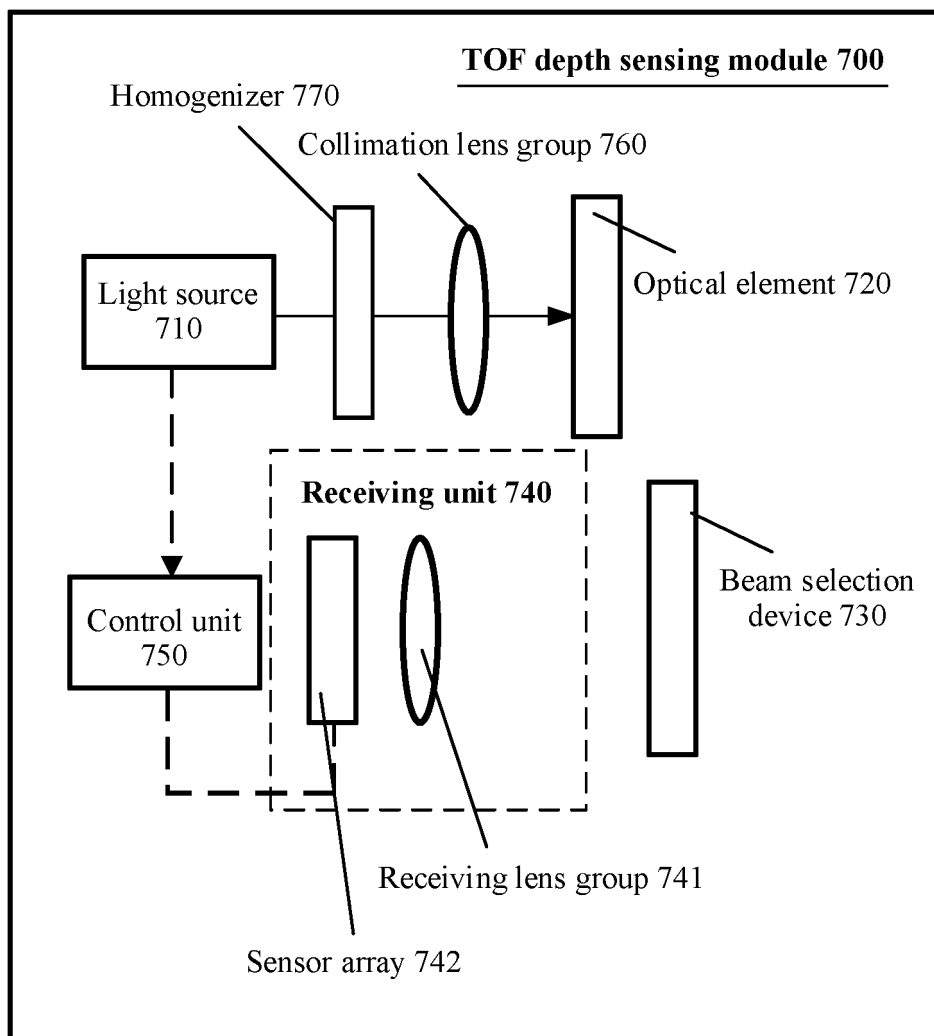 TOF depth sensing module 700
Homogenizer 770
Collimation lens group 760
Light source
710
Optical element 720
Receiving unit 740
Control unit
750
Beam selection
device 730
Receiving lens group 741
Sensor array 742